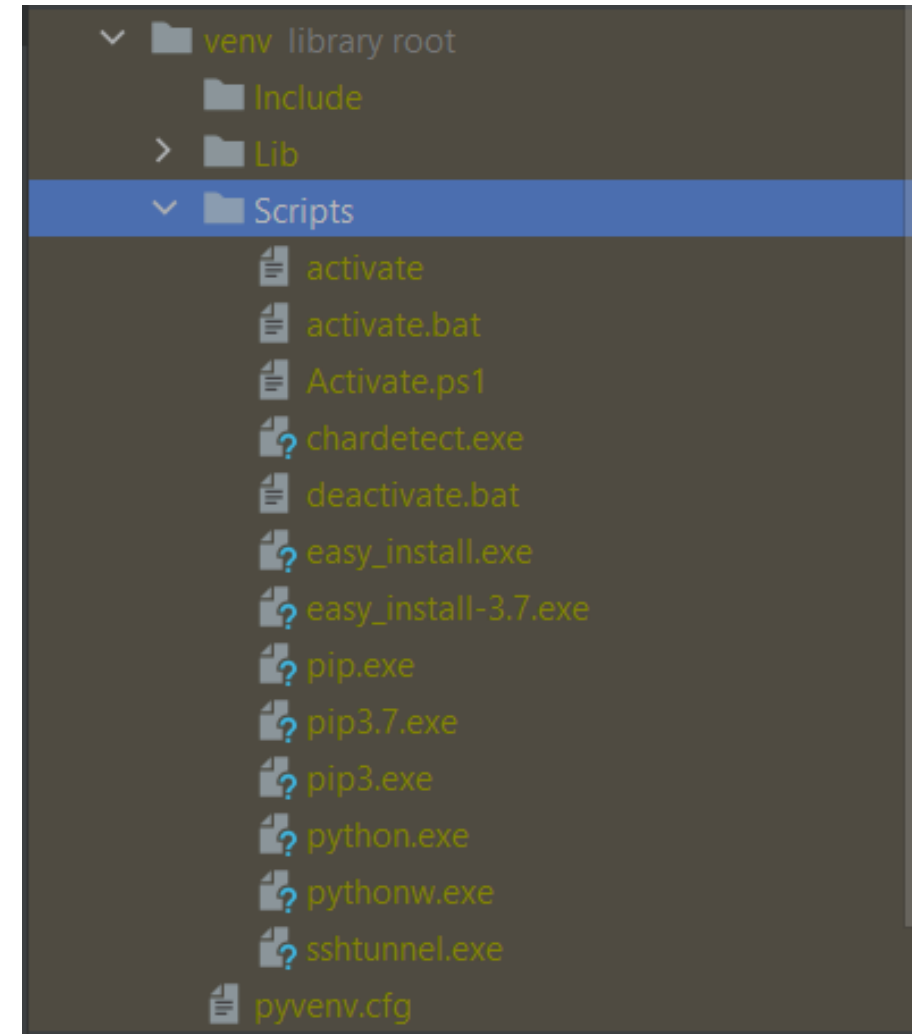 venv library root
Include
Lib
Scripts
activate
activate.bat
Activate.ps1
chardetect.exe
deactivate.bat
easy_install.exe
easy_install-3.7.exe
pip.exe
pip3.7.exe
pip3.exe
python.exe
pythonw.exe
sshtunnel.exe
pyvenv.cfg